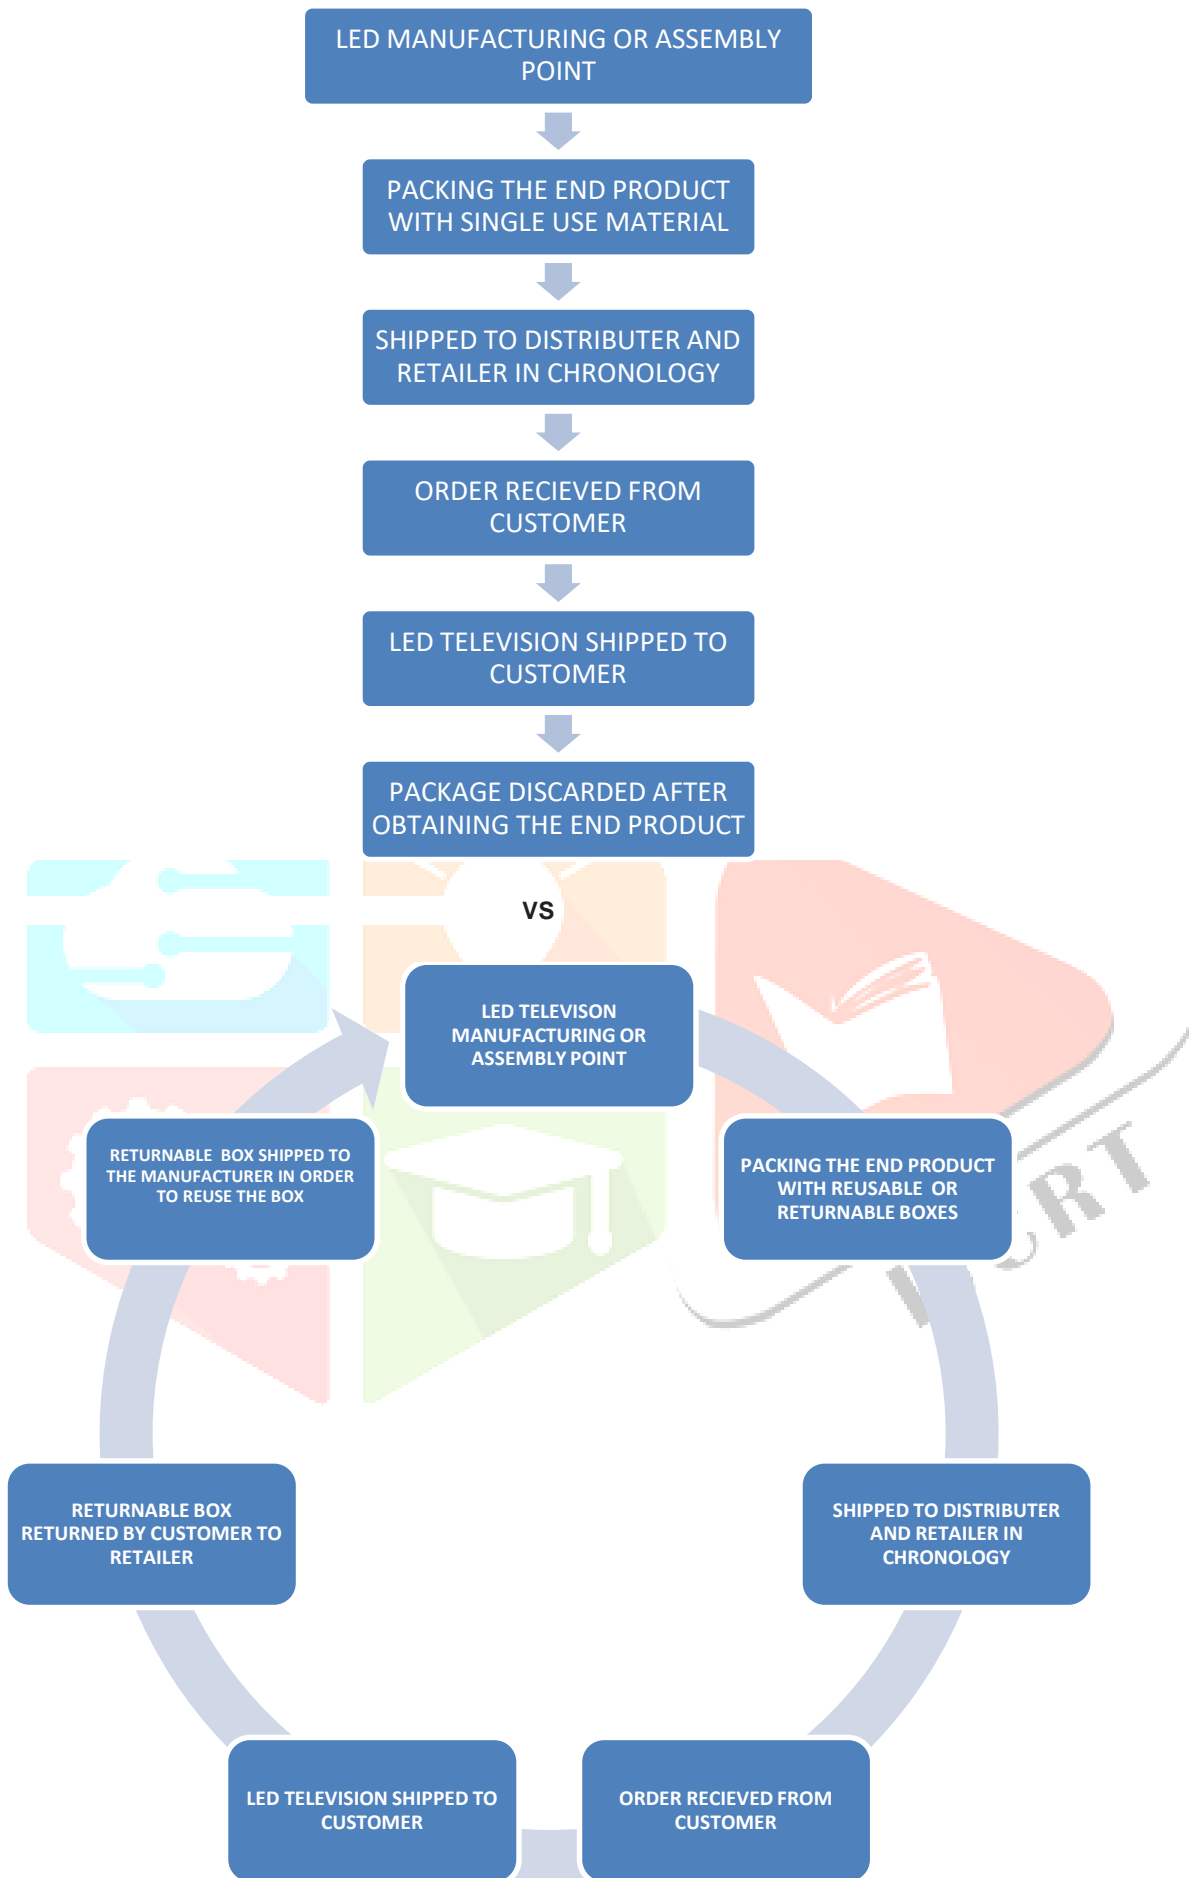 LED MANUFACTURING OR ASSEMBLY
POINT
PACKING THE END PRODUCT
WITH SINGLE USE MATERIAL
SHIPPED TO DISTRIBUTER AND
RETAILER IN CHRONOLOGY
ORDER RECIEVED FROM
CUSTOMER
LED TELEVISION SHIPPED TO
CUSTOMER
PACKAGE DISCARDED AFTER
OBTAINING THE END PRODUCT
VS
LED TELEVISON
MANUFACTURING OR
ASSEMBLY POINT
PACKING THE END PRODUCT
WITH REUSABLE OR
RETURNABLE BOXES
SHIPPED TO DISTRIBUTER
AND RETAILER IN
CHRONOLOGY
ORDER RECIEVED FROM
CUSTOMER
LED TELEVISION SHIPPED TO
CUSTOMER
RETURNABLE BOX
RETURNED BY CUSTOMER TO
RETAILER
RETURNABLE BOX SHIPPED TO
THE MANUFACTURER IN ORDER
TO REUSE THE BOX